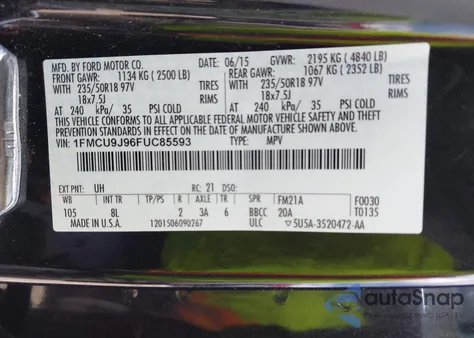 MFD. BY FORD MOTOR CO. 06/15 GVWR: 2195 KG ( 4840 LB)
FRONT GAWR: 1134 KG ( 2500 LB) REAR GAWR: 1067 KG ( 2352 LB)
WITH 235/50R18 97V TIRES WITH 235/50R18 97V TIRES
18x7.5J RIMS 18x7.5J RIMS
AT 240 kPa/ 35 PSI COLD AT 240 kPa/ 35 PSI COLD
THIS VEHICLE CONFORMS TO ALL APPLICABLE FEDERAL MOTOR VEHICLE SAFETY AND THEFT PREVENTION STANDARDS IN EFFECT ON THE DATE OF MANUFACTURE SHOWN ABOVE.
VIN: 1FMCU9J96FUC85593 TYPE: MPV
EXT PNT: UH RC: 21 DSO:
WB INT TR TP/PS R AXLE TR SPR FM21A F0030
105 8L 2 3A 6 BBCC 20A T0135
MADE IN U.S.A. 1201506090267 ULC 5U5A-3520472-AA
autoSnap